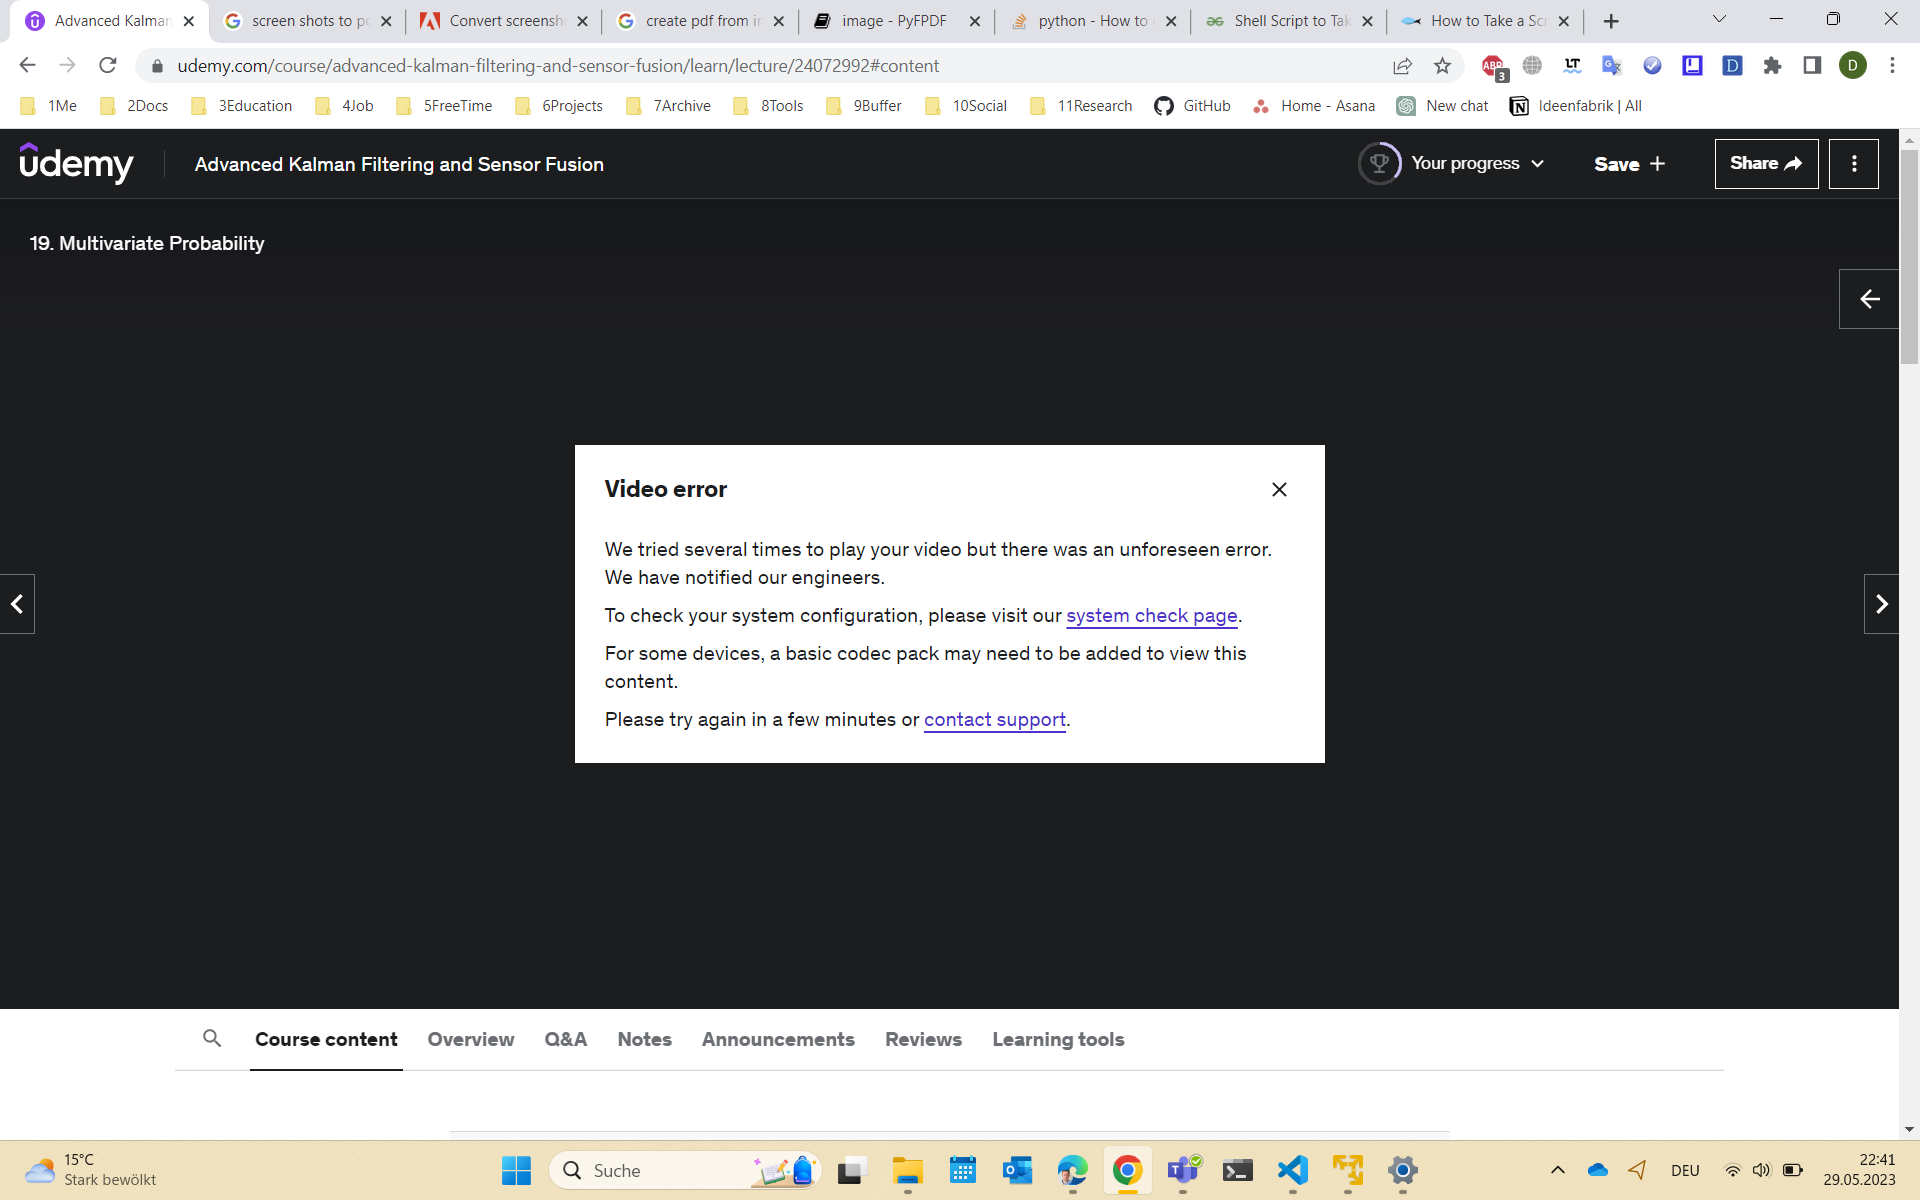 Advanced Kalman
screen shots to po
Convert screensh
create pdf from im
image - PyFPDF
python - How to
Shell Script to Tak
How to Take a Scr
udemy.com/course/advanced-kalman-filtering-and-sensor-fusion/learn/lecture/24072992#content
ABP
3
LT
D
D
1Me
2Docs
3Education
4Job
5FreeTime
6Projects
7Archive
8Tools
9Buffer
10Social
11Research
GitHub
Home - Asana
New chat
Ideenfabrik | All
udemy
Advanced Kalman Filtering and Sensor Fusion
Your progress
Save
Share
19. Multivariate Probability
Video error
We tried several times to play your video but there was an unforeseen error.
We have notified our engineers.
To check your system configuration, please visit our system check page.
For some devices, a basic codec pack may need to be added to view this
content.
Please try again in a few minutes or contact support.
Course content
Overview
Q&A
Notes
Announcements
Reviews
Learning tools
15°C
Stark bewölkt
Suche
DEU
22:41
29.05.2023